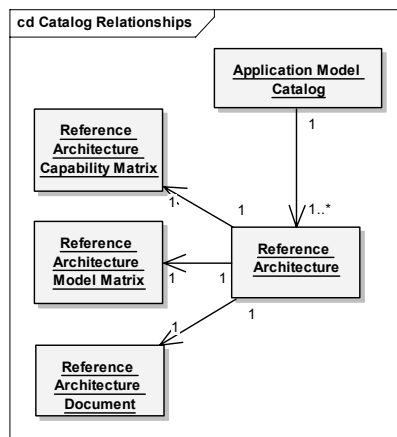 cd Catalog Relationships
Application Model
Catalog
1
1..*
Reference
Architecture
Capability Matrix
1
1
Reference
Architecture
Model Matrix
1
1
Reference
Architecture
1
1
Reference
Architecture
Document